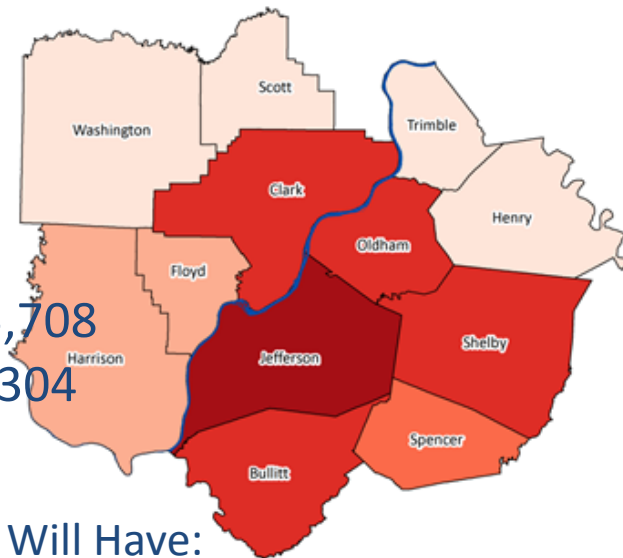 Scott
Washington
Trimble
Clark
Henry
Oldham
Floyd
,708
Shelby
Harrison
Jefferson
304
Spencer
Bullitt
Will Have: